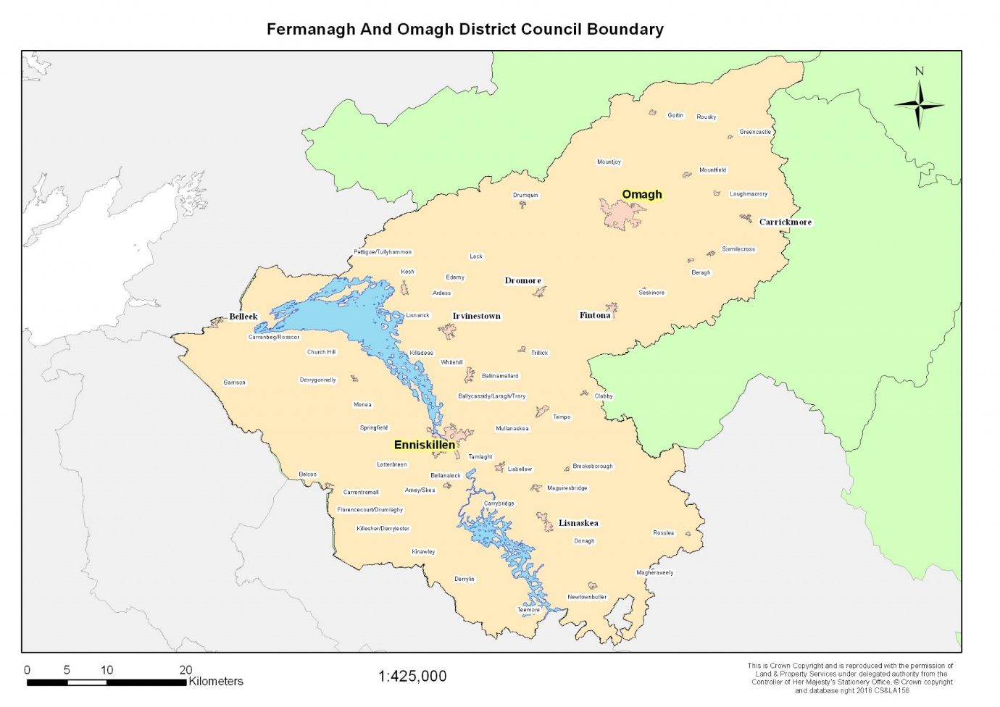 Fermanagh And Omagh District Council Boundary
N
Gortin
Rousky
Greencastle
Mountjoy
Mountfield
Omagh
Loughmacrory
Drumquin
Carrickmore
Sixmilecross
Pettigoe/Tullyhommon
Lack
Kesh
Ederny
Beragh
Dromore
Ardess
Seskinore
Belleek
Lisnarick
Irvinestown
Fintona
Carranbeg/Rosscor
Church Hill
Killadeas
Trillick
Whitehill
Garrison
Derrygonnelly
Ballinamallard
Ballycassidy/Laragh/Trory
Clabby
Monea
Tempo
Springfield
Mullanaskea
Enniskillen
Tamlaght
Letterbreen
Lisbellaw
Brookeborough
Belcoo
Bellanaleck
Arney/Skea
Maguiresbridge
Carrontremall
Carrybridge
Florencecourt/Drumlaghy
Lisnaskea
Killesher/Derrylester
Rosslea
Donagh
Kinawley
Magheraveely
Derrylin
Newtownbutler
Teemore
0 5 10 20
Kilometers
1:425,000
This is Crown Copyright and is reproduced with the permission of
Land & Property Services under delegated authority from the
Controller of Her Majesty's Stationery Office, © Crown copyright
and database right 2016 CS&LA156